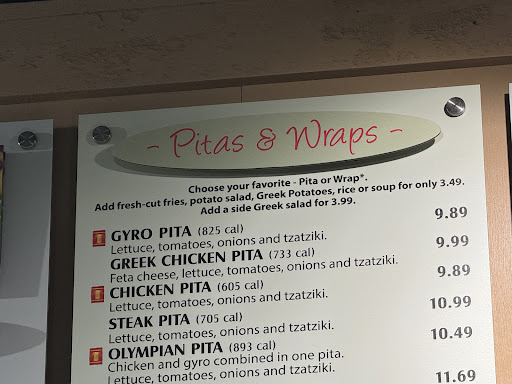 - Pitas & Wraps -
Choose your favorite - Pita or Wrap*.
Add fresh-cut fries, potato salad, Greek Potatoes, rice or soup for only 3.49.
Add a side Greek salad for 3.99.
GYRO PITA (825 cal) 9.89
Lettuce, tomatoes, onions and tzatziki.
GREEK CHICKEN PITA (733 cal) 9.99
Feta cheese, lettuce, tomatoes, onions and tzatziki.
CHICKEN PITA (605 cal) 9.89
Lettuce, tomatoes, onions and tzatziki.
STEAK PITA (705 cal) 10.99
Lettuce, tomatoes, onions and tzatziki.
OLYMPIAN PITA (893 cal) 10.49
Chicken and gyro combined in one pita.
Lettuce, tomatoes, onions and tzatziki.
11.69